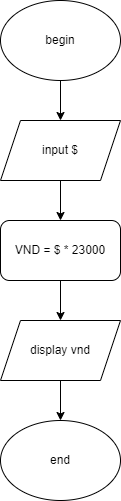 begin
input $
VND = $ * 23000
display vnd
end